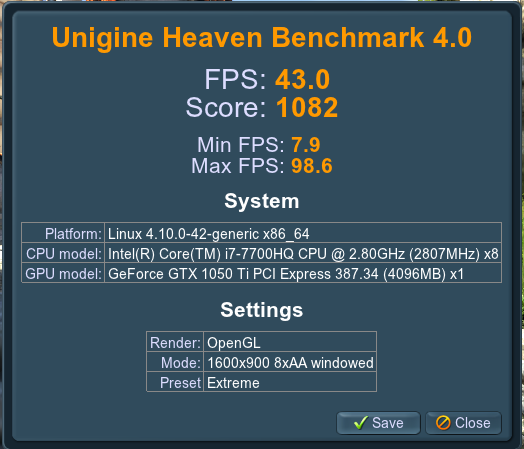 Unigine Heaven Benchmark 4.0
FPS: 43.0
Score: 1082
Min FPS: 7.9
Max FPS: 98.6
System
Platform: Linux 4.10.0-42-generic x86_64
CPU model: Intel(R) Core(TM) i7-7700HQ CPU @ 2.80GHz (2807MHz) x8
GPU model: GeForce GTX 1050 Ti PCI Express 387.34 (4096MB) x1
Settings
Render: OpenGL
Mode: 1600x900 8xAA windowed
Preset Extreme
Save Close